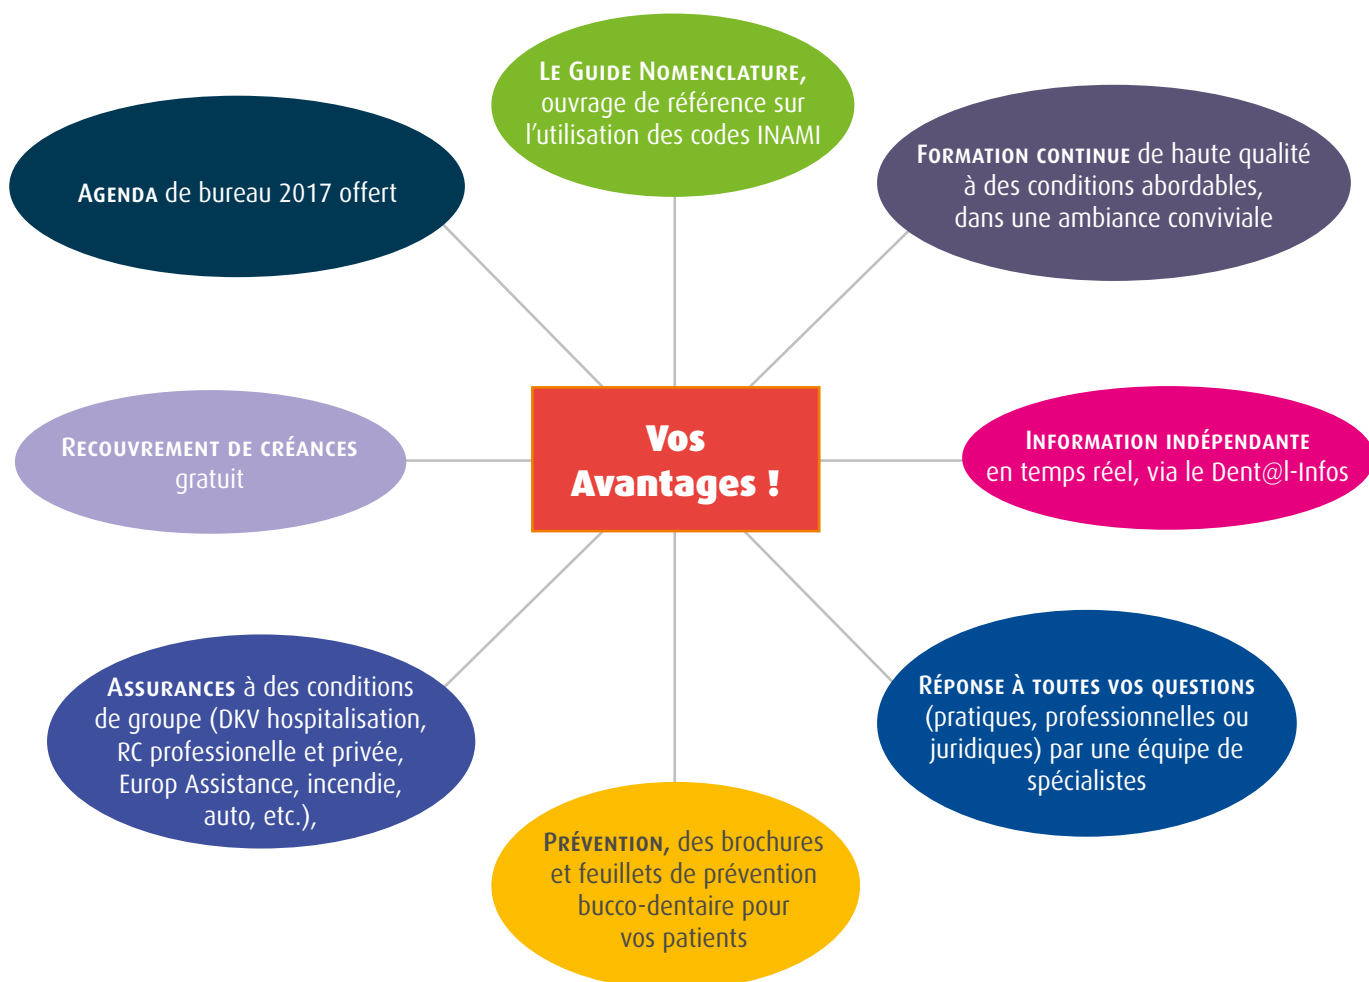 Le Guide Nomenclature,
ouvrage de référence sur
l'utilisation des codes INAMI
Agenda de bureau 2017 offert
Formation continue de haute qualité
à des conditions abordables,
dans une ambiance conviviale
Recouvrement de créances
gratuit
Vos
Avantages !
Information indépendante
en temps réel, via le Dent@l-Infos
Assurances à des conditions
de groupe (DKV hospitalisation,
RC professionelle et privée,
Europ Assistance, incendie,
auto, etc.),
Réponse à toutes vos questions
(pratiques, professionnelles ou
juridiques) par une équipe de
spécialistes
Prévention, des brochures
et feuillets de prévention
bucco-dentaire pour
vos patients